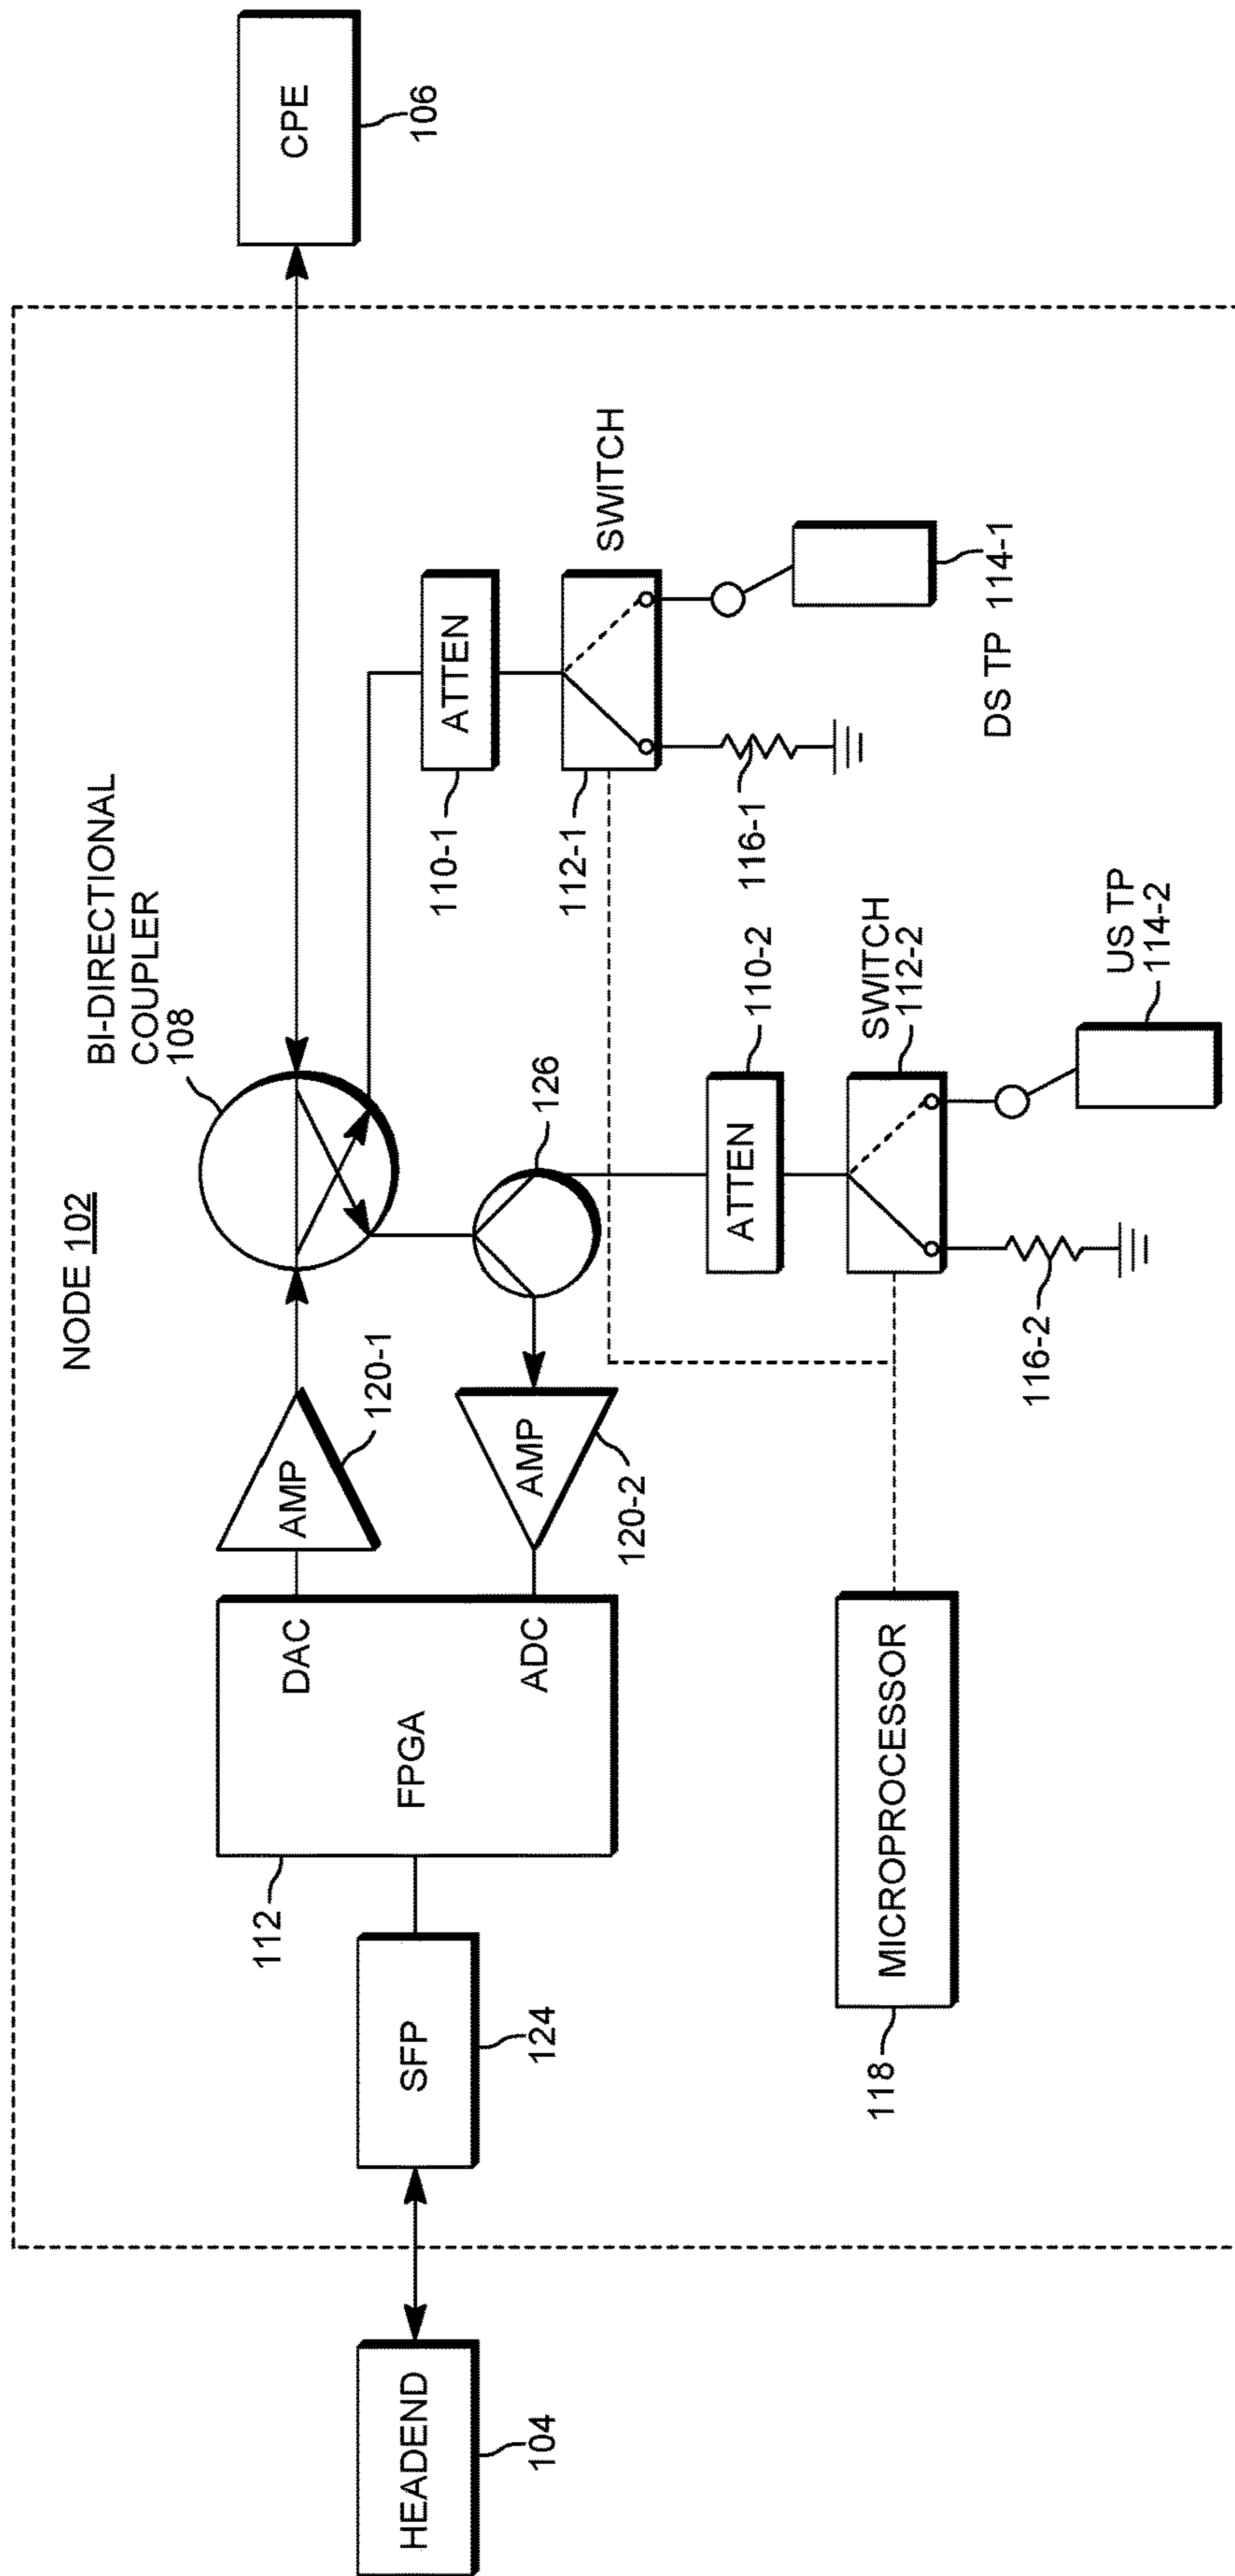 NODE 102
BI-DIRECTIONAL
COUPLER
108
HEADEND
104
SFP
124
112
FPGA
DAC
ADC
AMP
120-1
AMP
120-2
126
CPE
106
110-1
ATTEN
112-1
SWITCH
116-1
DS TP 114-1
110-2
ATTEN
SWITCH
112-2
116-2
US TP
114-2
MICROPROCESSOR
118